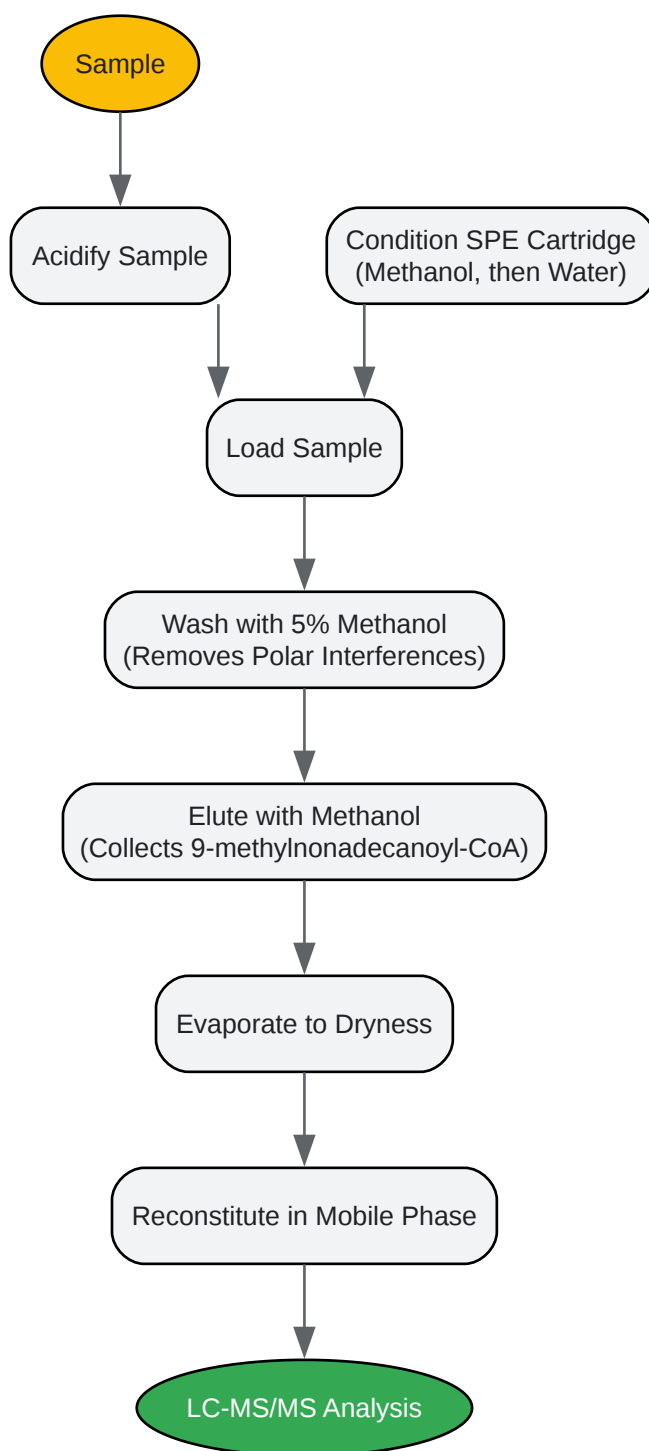 Sample
Acidify Sample
Condition SPE Cartridge
(Methanol, then Water)
Load Sample
Wash with 5% Methanol
(Removes Polar Interferences)
Elute with Methanol
(Collects 9-methylnonadecanoyl-CoA)
Evaporate to Dryness
Reconstitute in Mobile Phase
LC-MS/MS Analysis